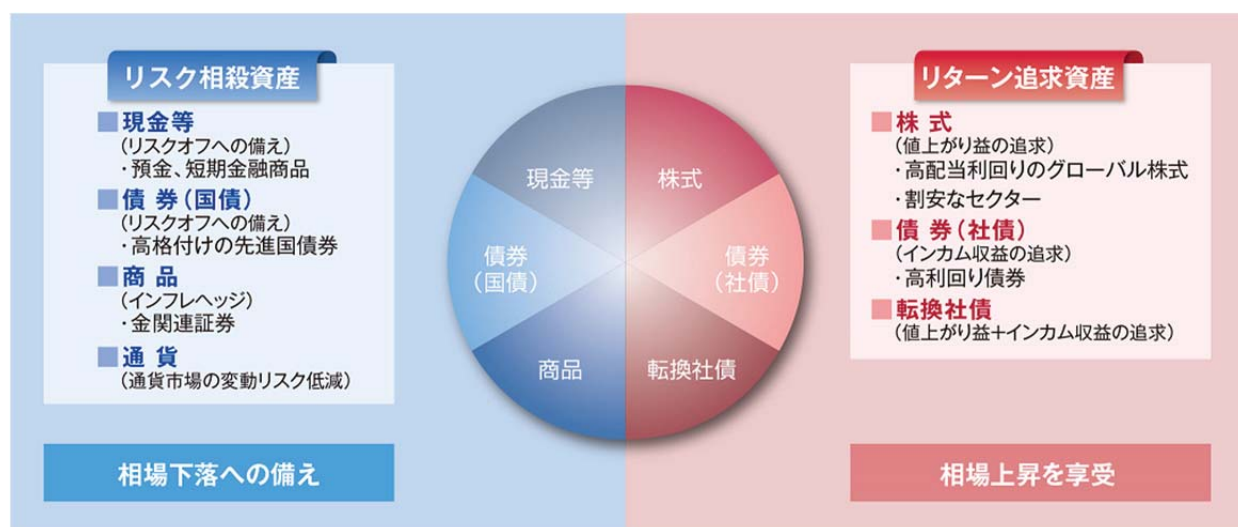 リスク相殺資産
■現金等
(リスクオフへの備え)
・預金、短期金融商品
■債券(国債)
(リスクオフへの備え)
・高格付けの先進国債券
■商品
(インフレヘッジ)
・金関連証券
■通貨
(通貨市場の変動リスク低減)
相場下落への備え
現金等
株式
債券
(国債)
債券
(社債)
商品
転換社債
リターン追求資産
■株式
(値上がり益の追求)
・高配当利回りのグローバル株式
・割安なセクター
■債券(社債)
(インカム収益の追求)
・高利回り債券
■転換社債
(値上がり益+インカム収益の追求)
相場上昇を享受